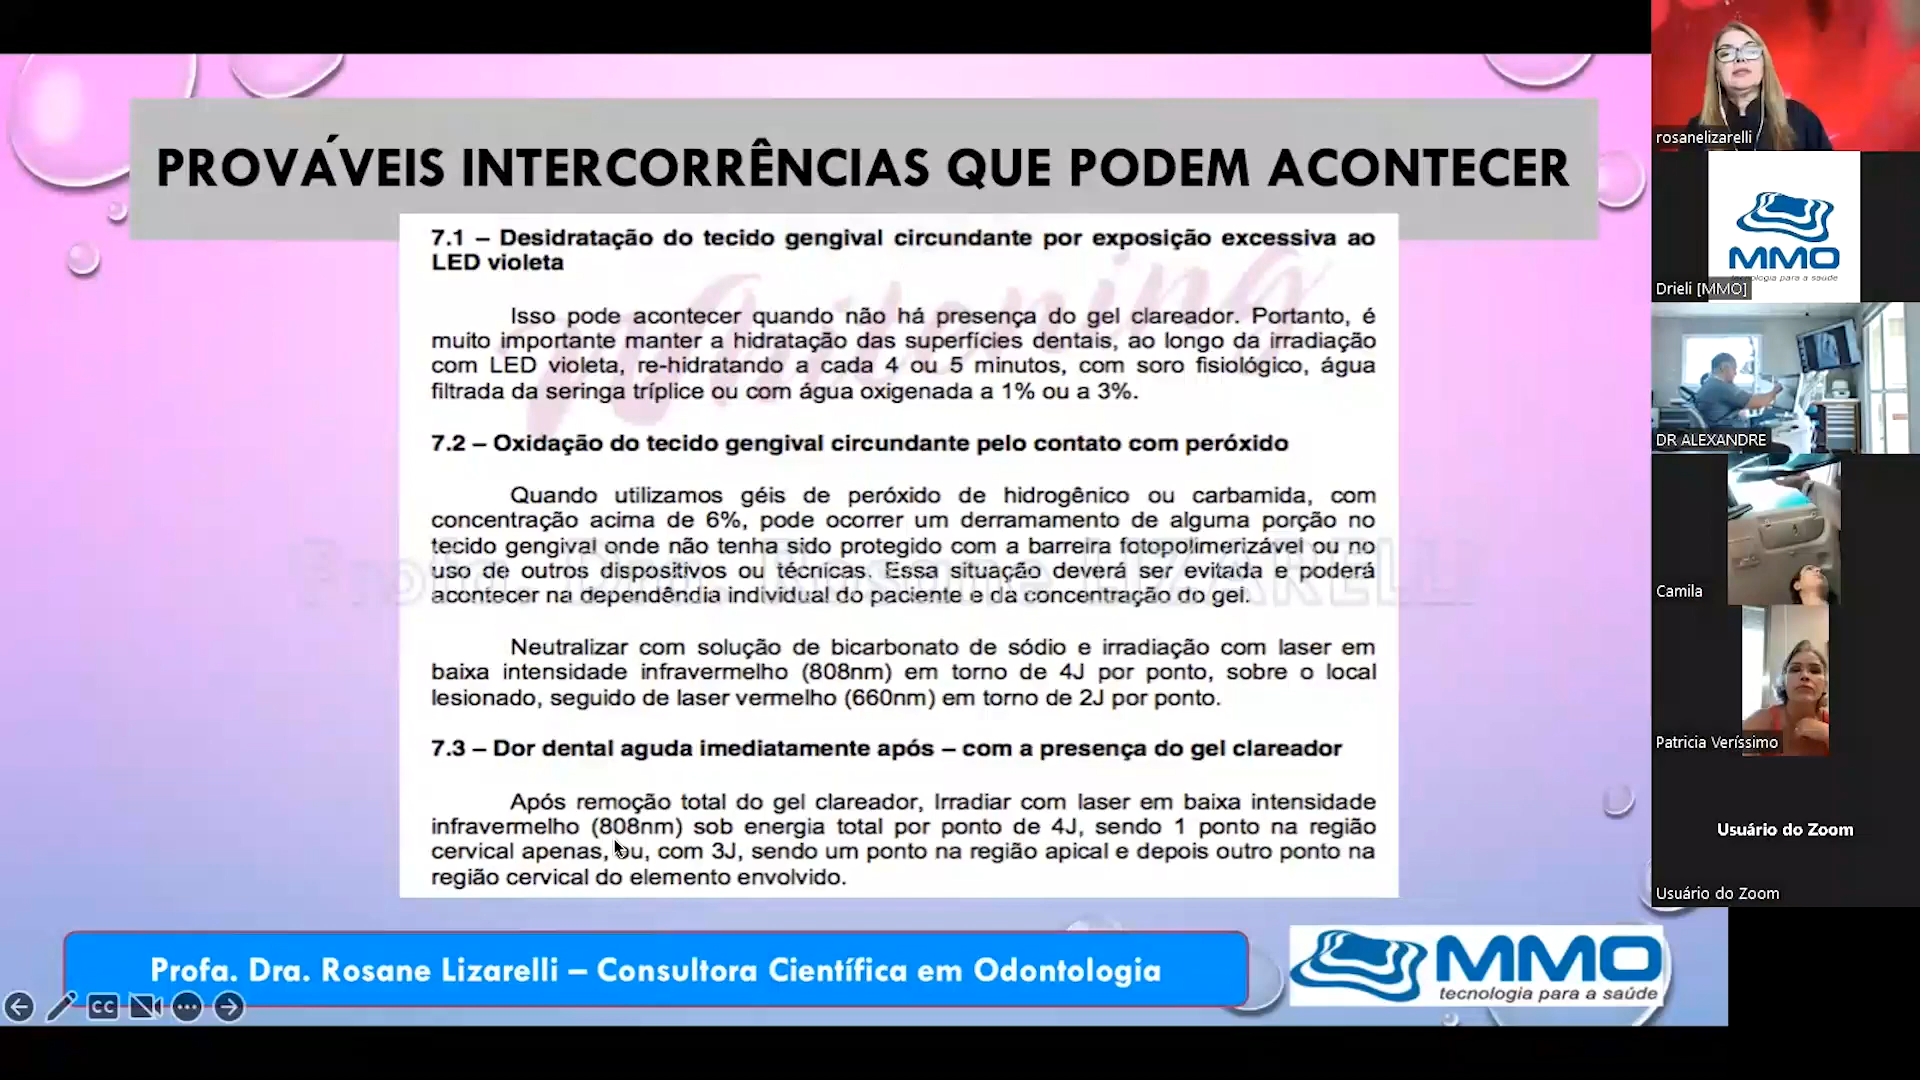 PROVÁVEIS INTERCORRÊNCIAS QUE PODEM ACONTECER
Whitening
7.1 – Desidratação do tecido gengival circundante por exposição excessiva ao
LED violeta
Isso pode acontecer quando não há presença do gel clareador. Portanto, é
muito importante manter a hidratação das superfícies dentais, ao longo da irradiação
com LED violeta, re-hidratando a cada 4 ou 5 minutos, com soro fisiológico, água
filtrada da seringa tríplice ou com água oxigenada a 1% ou a 3%.
7.2 – Oxidação do tecido gengival circundante pelo contato com peróxido
Quando utilizamos géis de peróxido de hidrogênico ou carbamida, com
concentração acima de 6%, pode ocorrer um derramamento de alguma porção no
tecido gengival onde não tenha sido protegido com a barreira fotopolimerizável ou no
uso de outros dispositivos ou técnicas. Essa situação deverá ser evitada e poderá
acontecer na dependêndia individual do paciente e da concentração do gel.
Profa. Dra. Rosane LIZARELLI
Neutralizar com solução de bicarbonato de sódio e irradiação com laser em
baixa intensidade infravermelho (808nm) em torno de 4J por ponto, sobre o local
lesionado, seguido de laser vermelho (660nm) em torno de 2J por ponto.
7.3 – Dor dental aguda imediatamente após – com a presença do gel clareador
Após remoção total do gel clareador, Irradiar com laser em baixa intensidade
infravermelho (808nm) sob energia total por ponto de 4J, sendo 1 ponto na região
cervical apenas, ou, com 3J, sendo um ponto na região apical e depois outro ponto na
região cervical do elemento envolvido.
Profa. Dra. Rosane Lizarelli – Consultora Científica em Odontologia
MMO
tecnologia para a saúde
CC
rosanelizarelli
MMO
tecnologia para a saúde
Drieli [MMO]
DR ALEXANDRE
Camila
Patricia Veríssimo
Usuário do Zoom
Usuário do Zoom